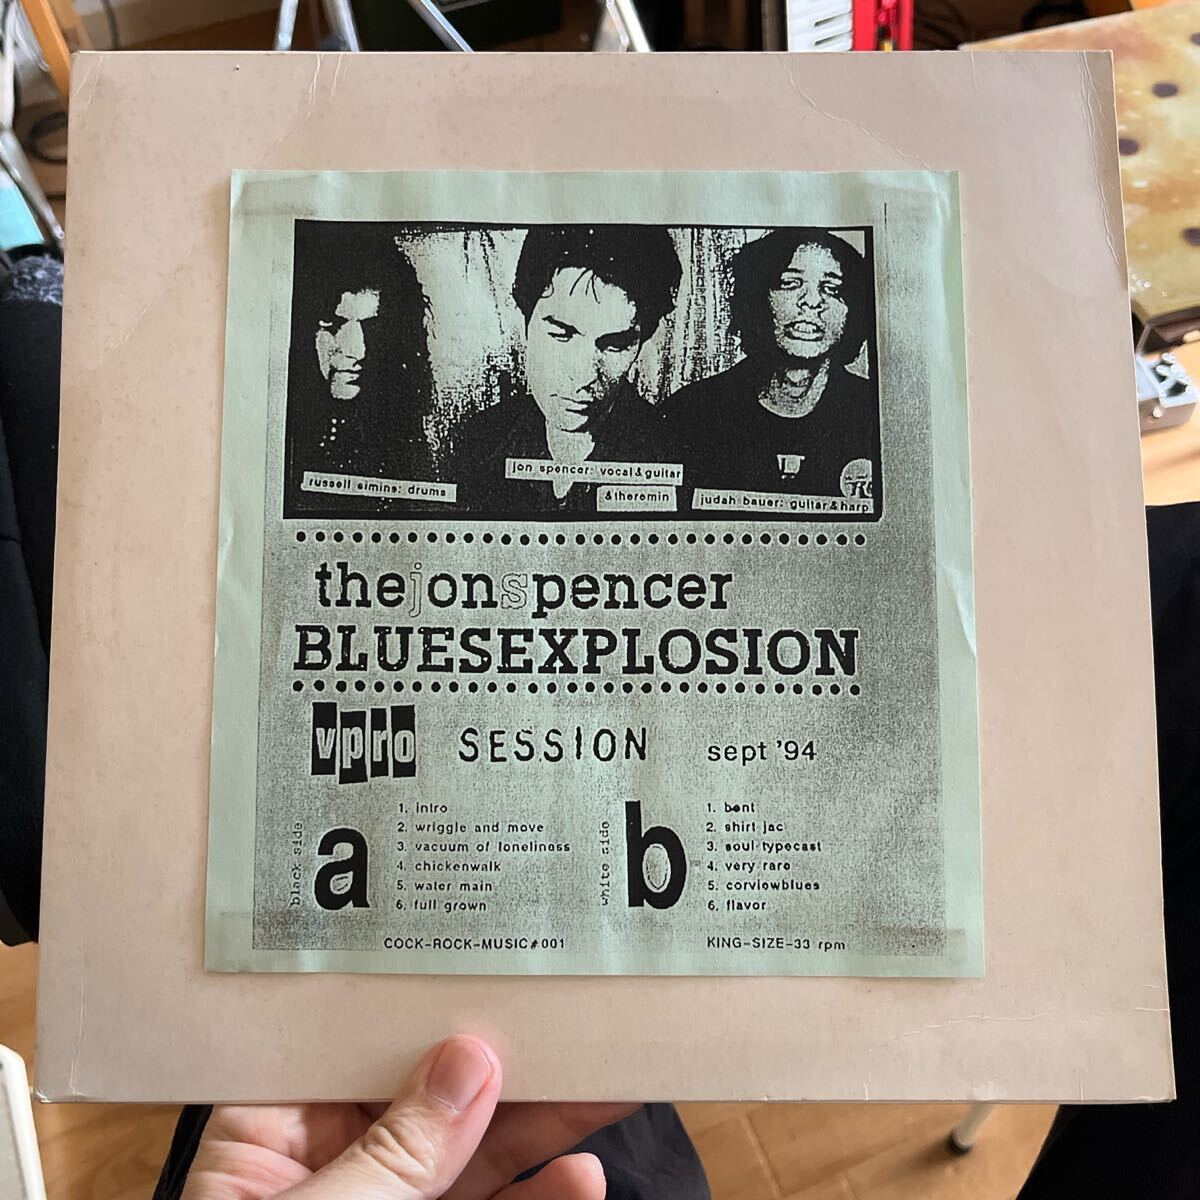 russell simins: drums
jon spencer: vocal & guitar
& theremin
judah bauer: guitar & harp
thejonspencer
BLUESEXPLOSION
vpro SESSION sept '94
black side
a
1. intro
2. wriggle and move
3. vacuum of loneliness
4. chickenwalk
5. water main
6. full grown
white side
b
1. bent
2. shirt jac
3. soul typecast
4. very rare
5. corviewblues
6. flavor
COCK-ROCK-MUSIC#001
KING-SIZE-33 rpm